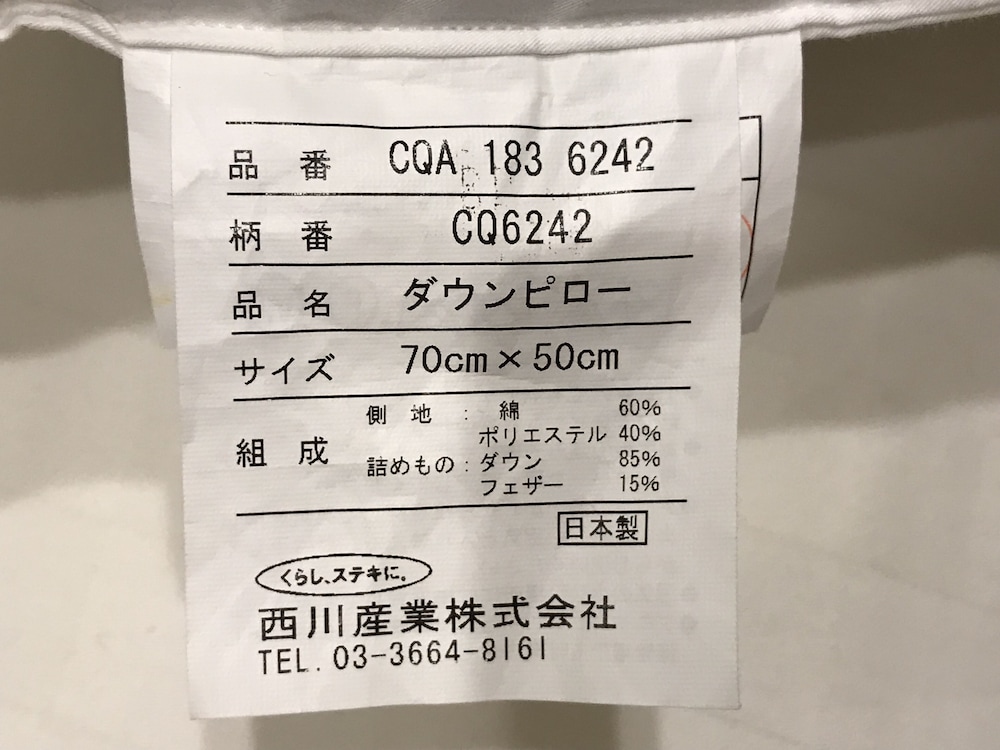 品番 CQA 183 6242
柄番 CQ6242
品名 ダウンピロー
サイズ 70cm×50cm
組成 側地：綿 60%
ポリエステル 40%
詰めもの：ダウン 85%
フェザー 15%
日本製
くらし、ステキに。
西川産業株式会社
TEL. 03-3664-8161